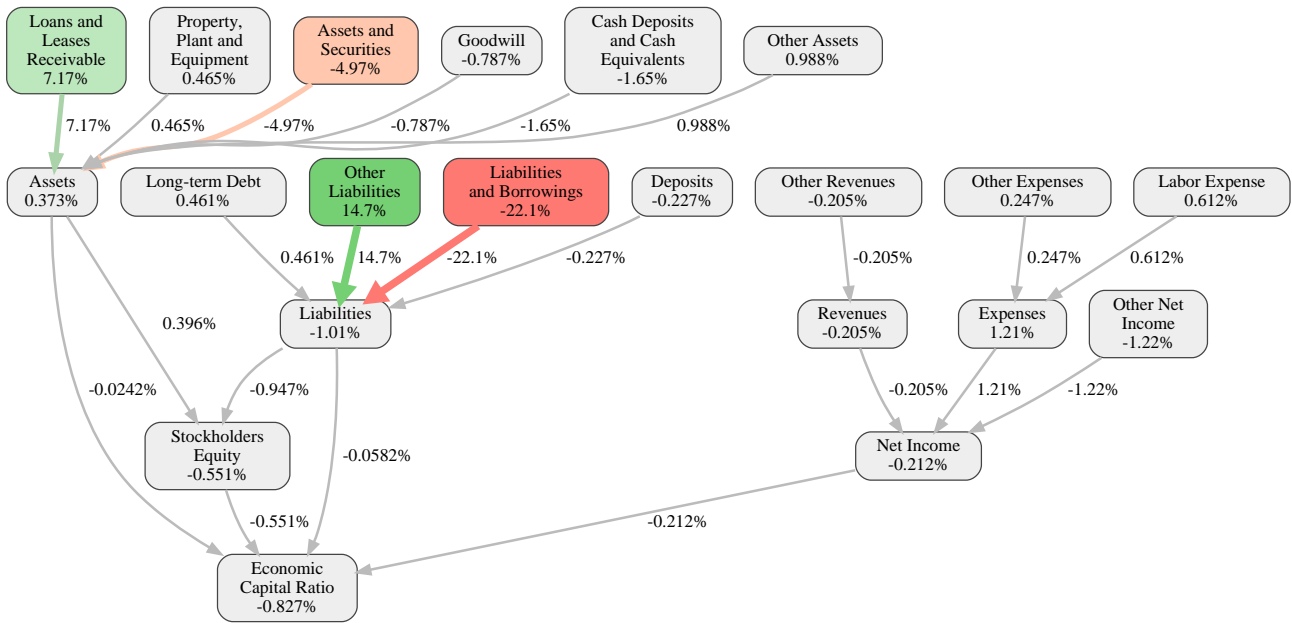 Loans and
Leases
Receivable
7.17%
Property,
Plant and
Equipment
0.465%
Assets and
Securities
-4.97%
Goodwill
-0.787%
Cash Deposits
and Cash
Equivalents
-1.65%
Other Assets
0.988%
7.17%
0.465%
-4.97%
-0.787%
-1.65%
0.988%
Assets
0.373%
Long-term Debt
0.461%
Other
Liabilities
14.7%
Liabilities
and Borrowings
-22.1%
Deposits
-0.227%
Other Revenues
-0.205%
Other Expenses
0.247%
Labor Expense
0.612%
0.461%
14.7%
-22.1%
-0.227%
-0.205%
0.247%
0.612%
0.396%
Liabilities
-1.01%
Revenues
-0.205%
Expenses
1.21%
Other Net
Income
-1.22%
-0.0242%
-0.947%
-0.205%
1.21%
-1.22%
Stockholders
Equity
-0.551%
-0.0582%
Net Income
-0.212%
-0.551%
-0.212%
Economic
Capital Ratio
-0.827%